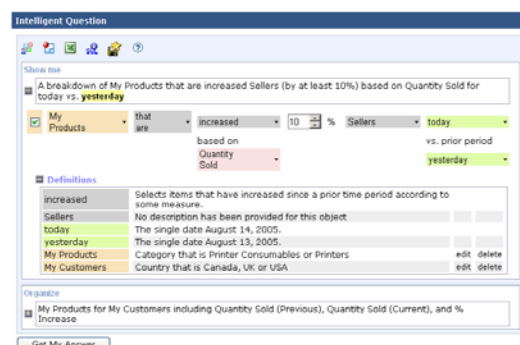 Intelligent Question
Show me
A breakdown of My Products that are increased Sellers (by at least 10%) based on Quantity Sold for
today vs. yesterday
My Products that are increased 10 % Sellers today
based on vs. prior period
Quantity Sold yesterday
Definitions
increased Selects items that have increased since a prior time period according to
some measure.
Sellers No description has been provided for this object
today The single date August 14, 2005.
yesterday The single date August 13, 2005.
My Products Category that is Printer Consumables or Printers edit delete
My Customers Country that is Canada, UK or USA edit delete
Organize
My Products for My Customers including Quantity Sold (Previous), Quantity Sold (Current), and %
Increase
Get My Answer